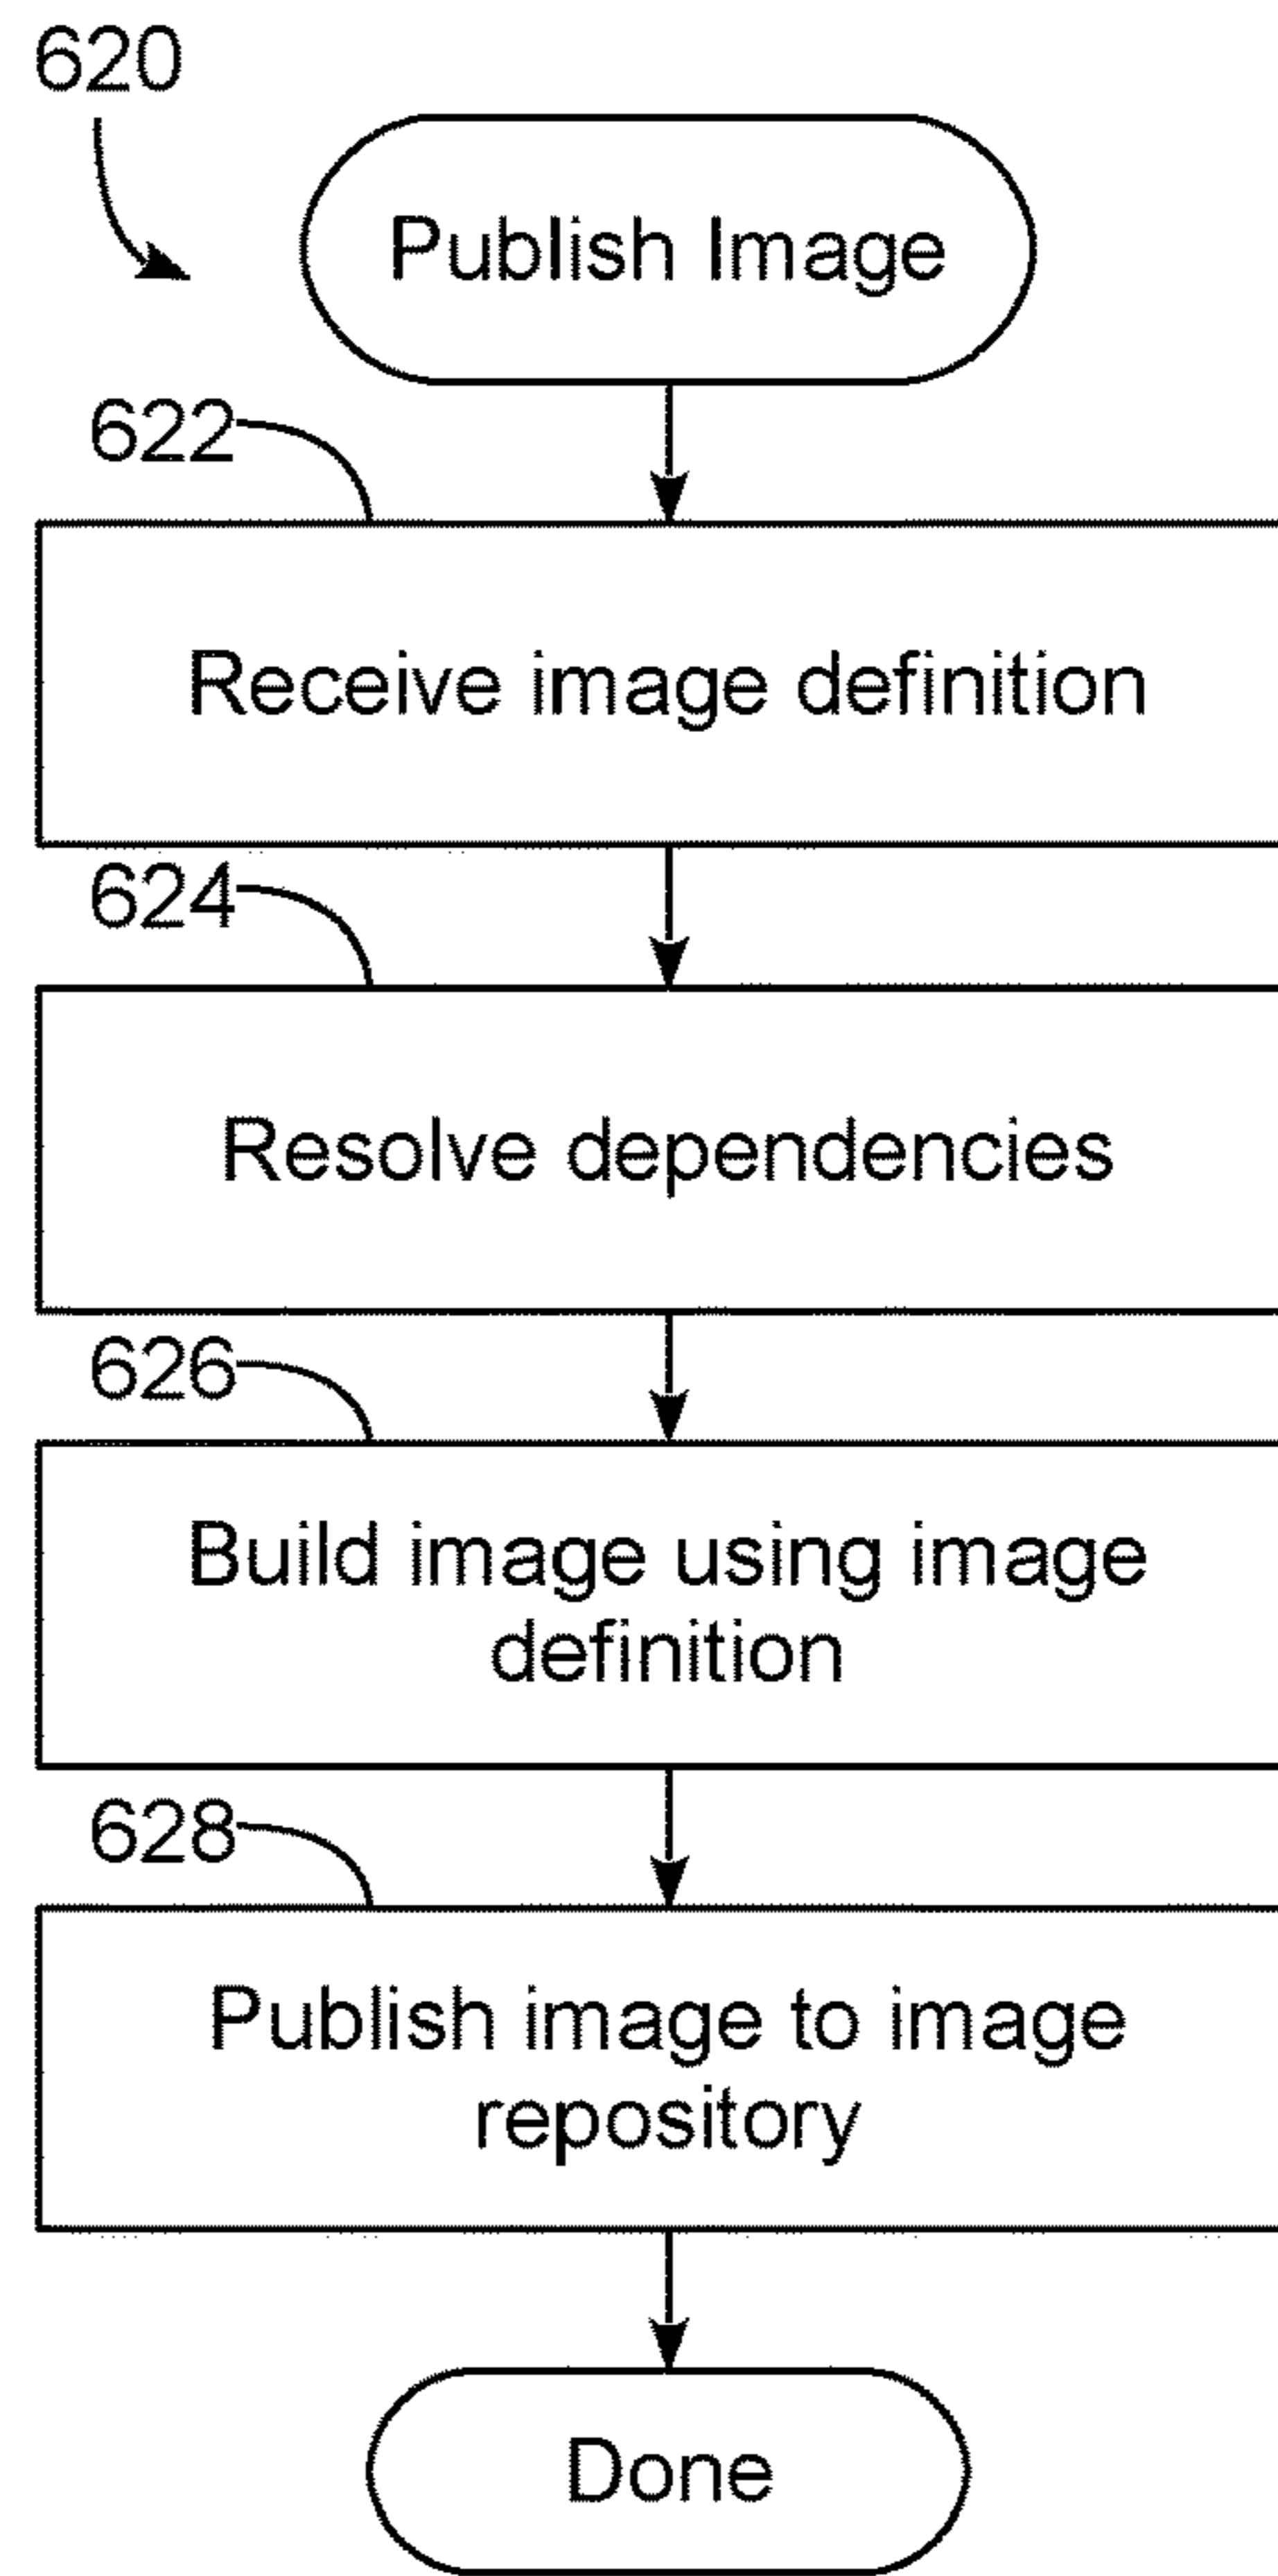 620
Publish Image
622
Receive image definition
624
Resolve dependencies
626
Build image using image
definition
628
Publish image to image
repository
Done